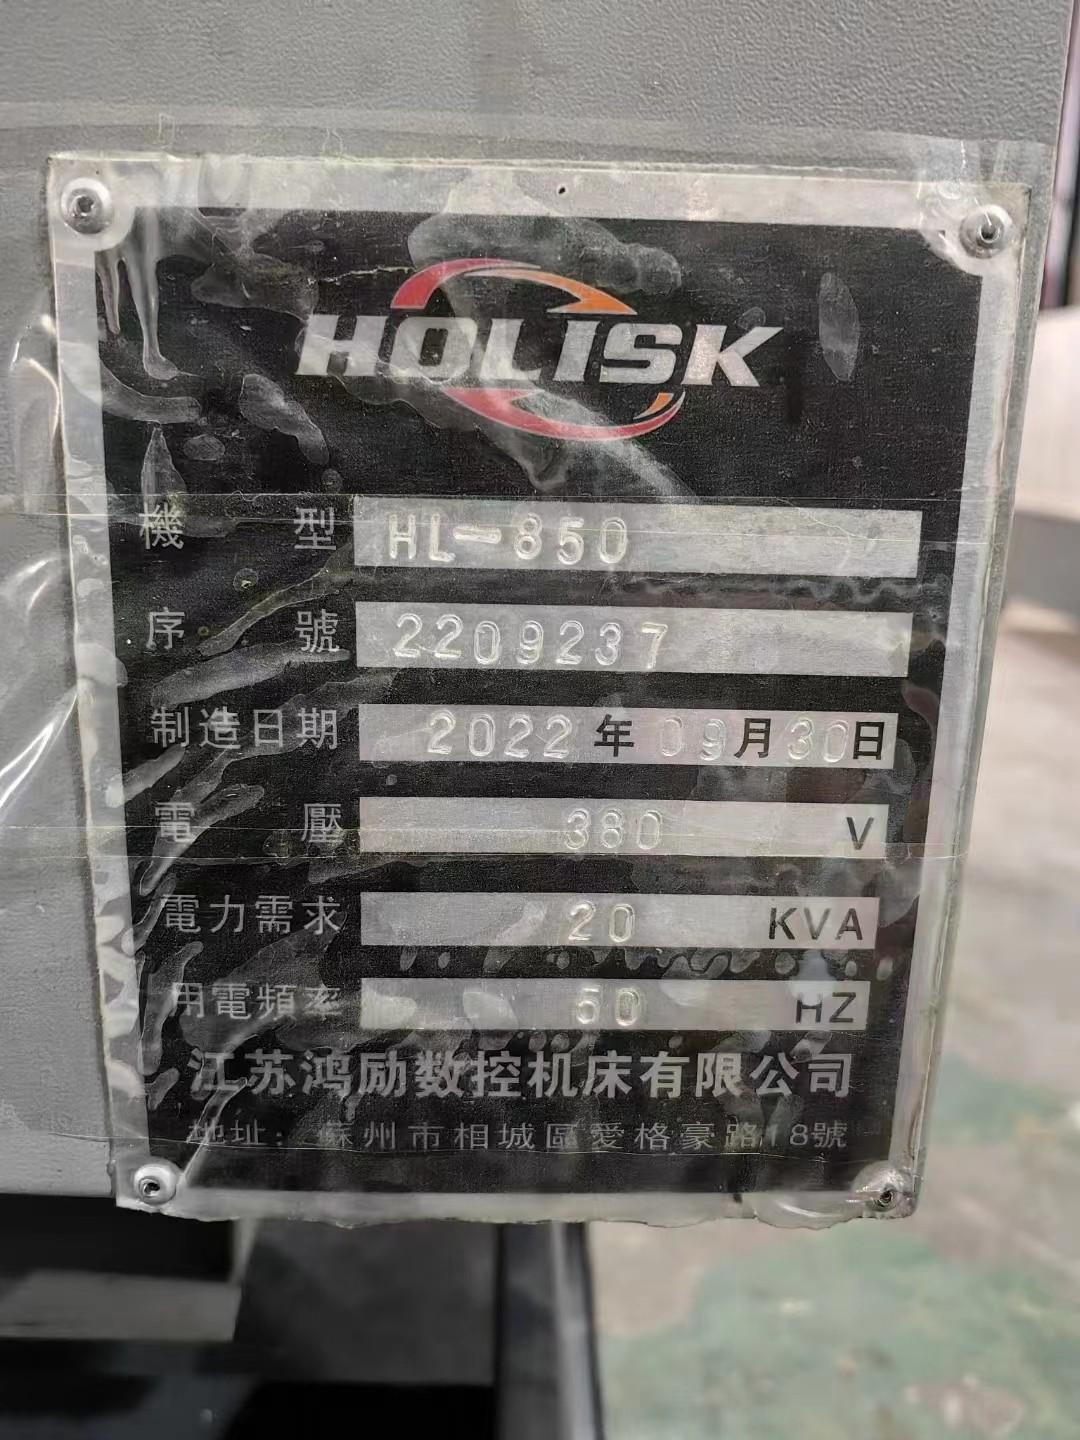 HOLISK
機型 HL-850
序號 2209237
制造日期 2022年09月30日
電壓 380 V
電力需求 20 KVA
用電頻率 50 HZ
江苏鸿励数控机床有限公司
地址：蘇州市相城區愛格豪路18號